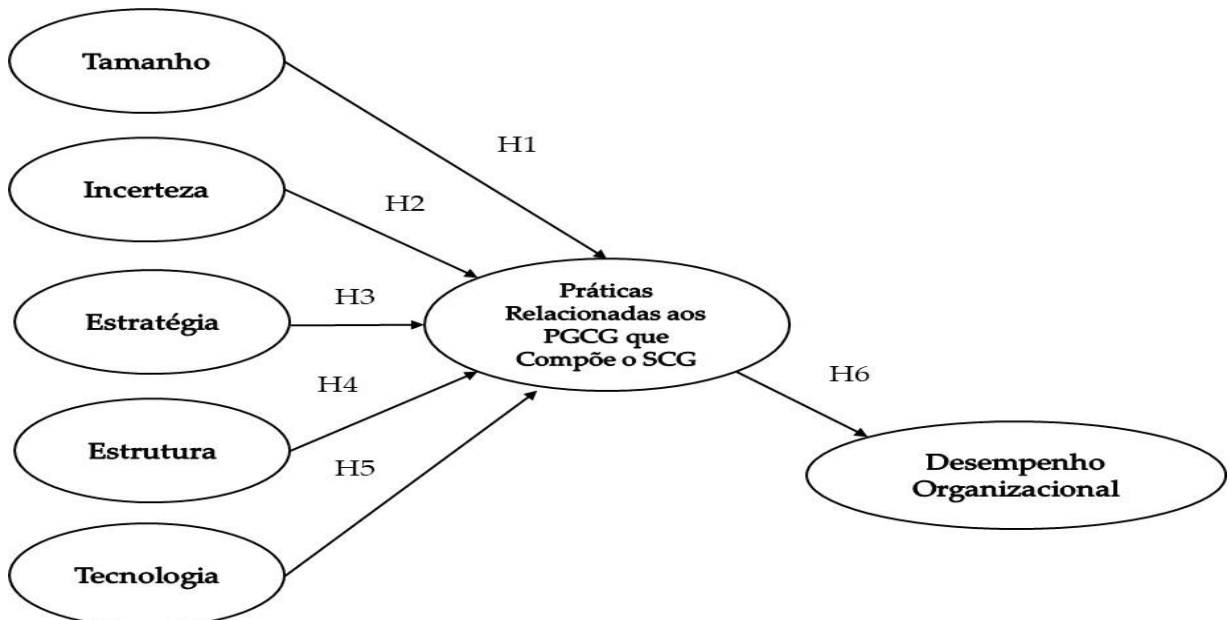 Tamanho
H1
Incerteza
H2
Práticas
Relacionadas aos
PGCG que
Compõe o SCG
Estratégia
H3
H4
H6
Estrutura
H5
Desempenho
Organizacional
Tecnologia